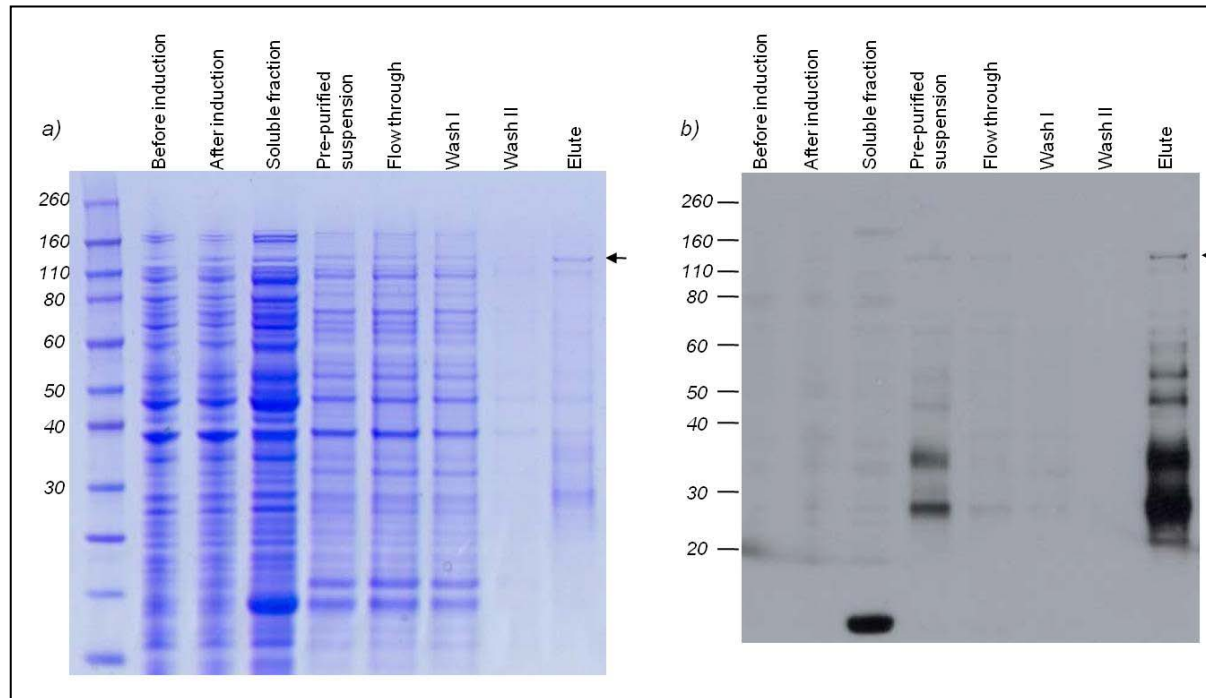 a)
Before induction
After induction
Soluble fraction
Pre-purified
suspension
Flow through
Wash I
Wash II
Elute
260
160
110
80
60
50
40
30
b)
Before induction
After induction
Soluble fraction
Pre-purified
suspension
Flow through
Wash I
Wash II
Elute
260
160
110
80
60
50
40
30
20